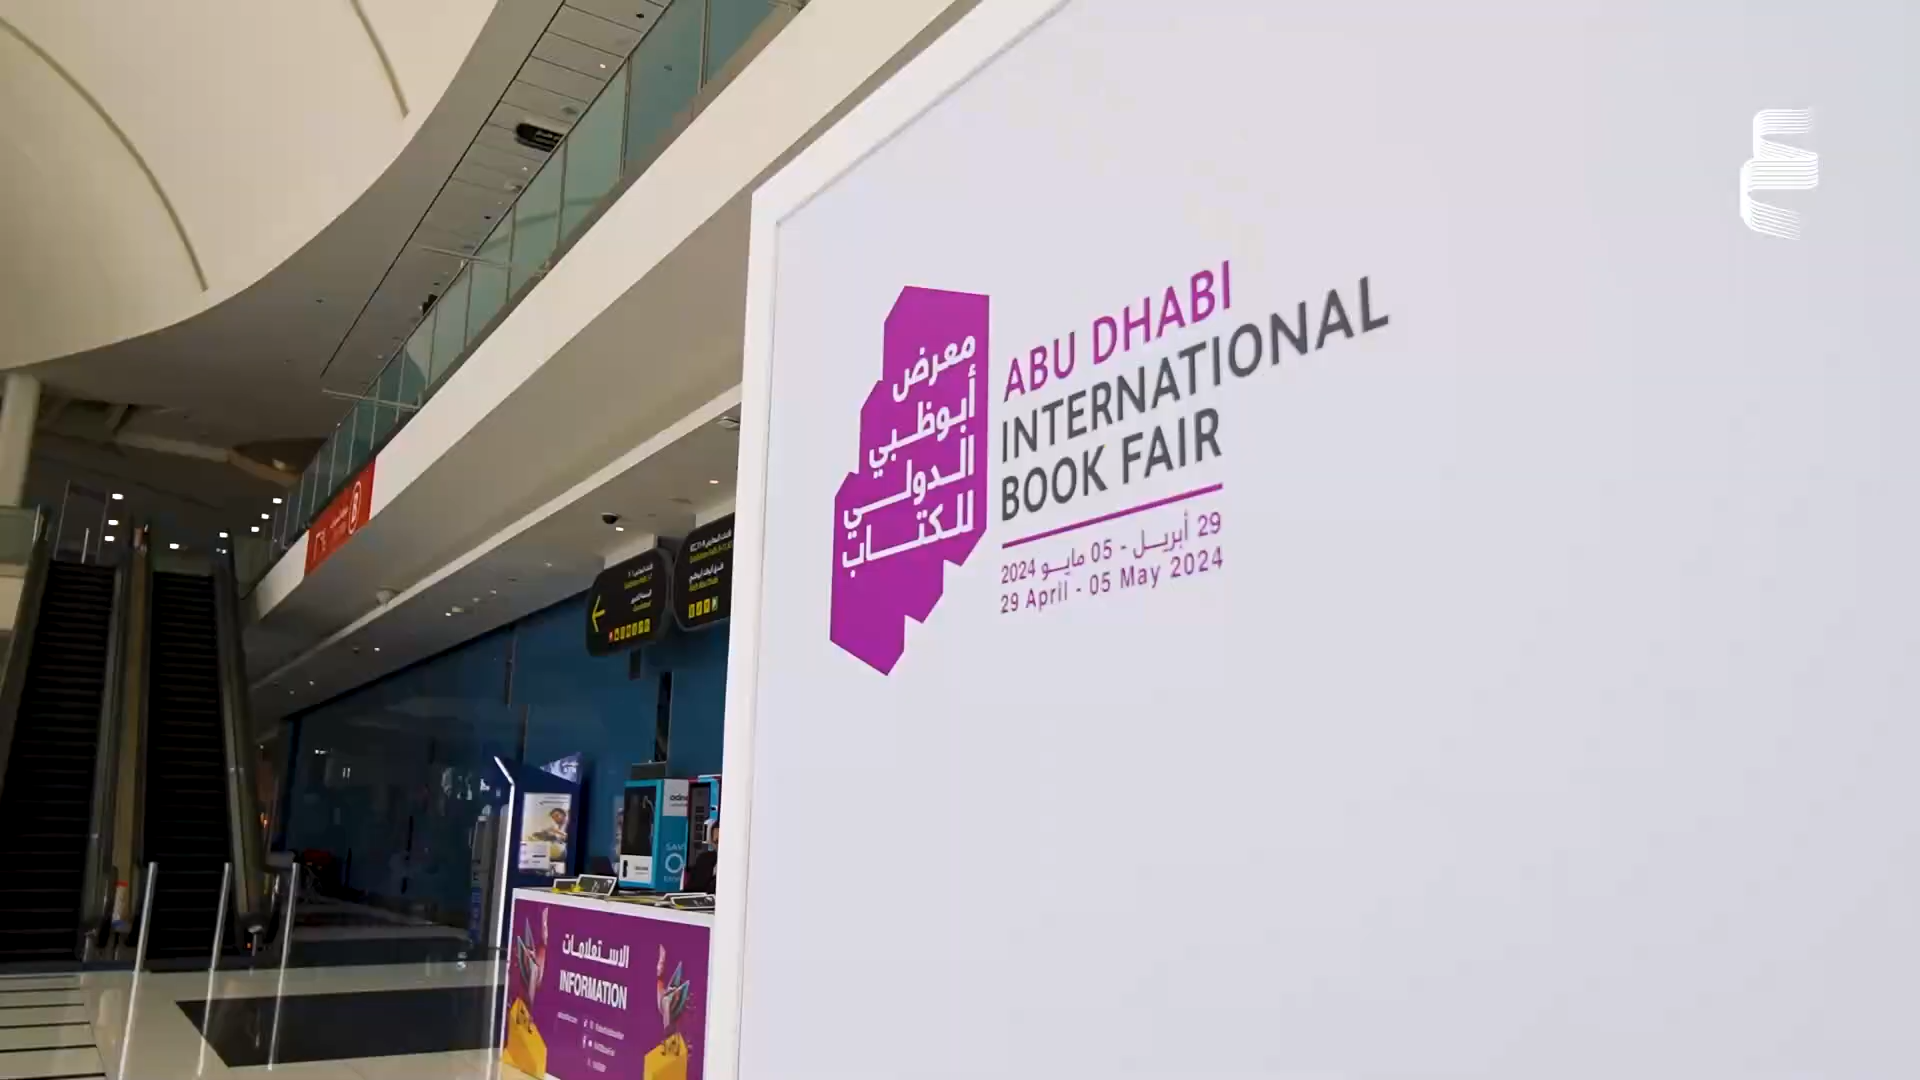 معرض
أبوظبي
الدولي
للكتاب
ABU DHABI
INTERNATIONAL
BOOK FAIR
29 أبريل - 05 مايو 2024
29 April - 05 May 2024
الاستعلامات
INFORMATION